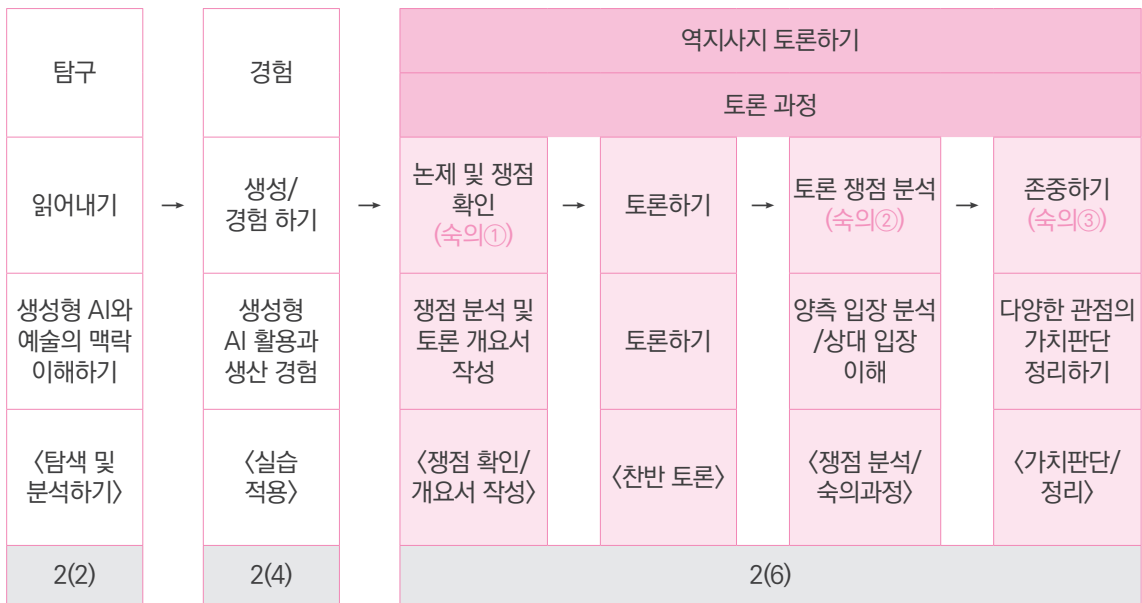 탐구
경험
역지사지 토론하기
토론 과정
읽어내기
→
생성/
경험 하기
→
논제 및 쟁점
확인
(숙의①)
→
토론하기
→
토론 쟁점 분석
(숙의②)
→
존중하기
(숙의③)
생성형 AI와
예술의 맥락
이해하기
생성형
AI 활용과
생산 경험
쟁점 분석 및
토론 개요서
작성
토론하기
양측 입장 분석
/상대 입장
이해
다양한 관점의
가치판단
정리하기
〈탐색 및
분석하기〉
〈실습
적용〉
〈쟁점 확인/
개요서 작성〉
〈찬반 토론〉
〈쟁점 분석/
숙의과정〉
〈가치판단/
정리〉
2(2)
2(4)
2(6)